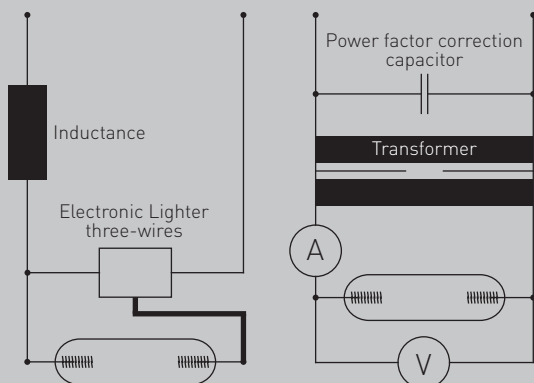 Inductance
Electronic Lighter
three-wires
Power factor correction
capacitor
Transformer
A
V